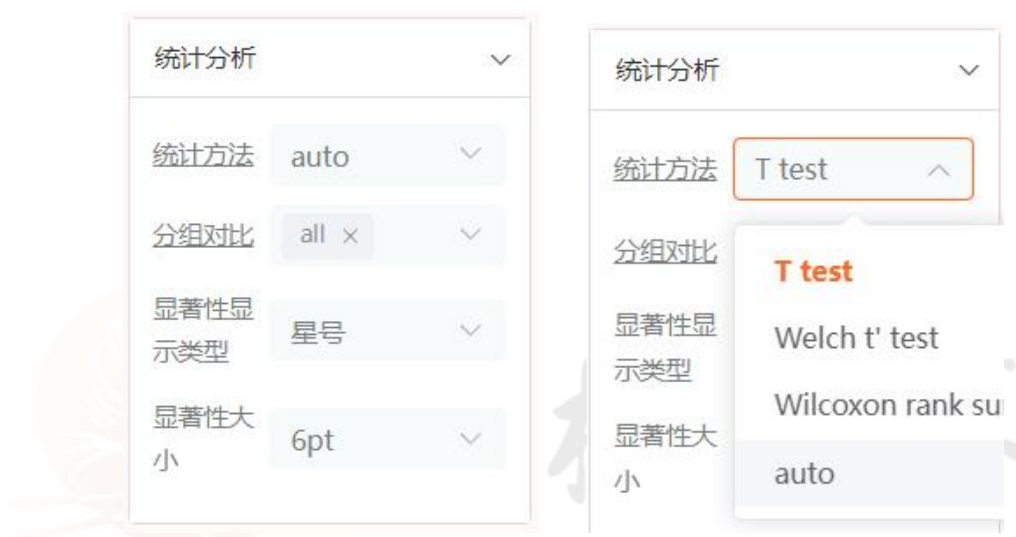 统计分析
统计方法 auto
分组对比 all ×
显著性显
示类型
星号
显著性大
小
6pt
统计分析
统计方法 T test
分组对比
显著性显
示类型
显著性大
小
T test
Welch t' test
Wilcoxon rank su
auto